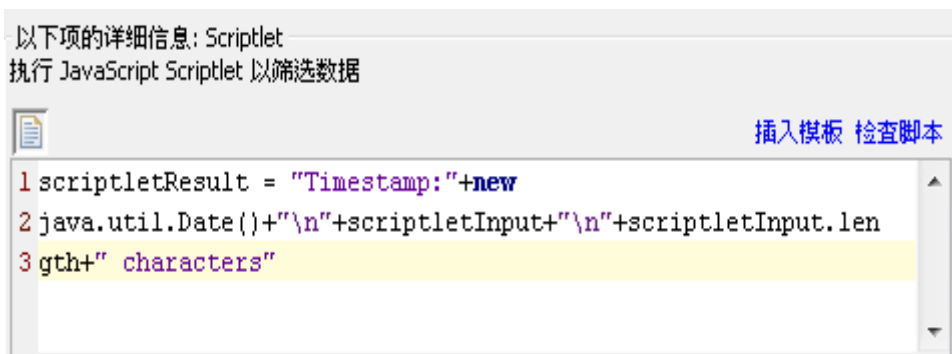 以下项的详细信息: Scriptlet
执行 JavaScript Scriptlet 以筛选数据
插入模板 检查脚本
1 scriptletResult = "Timestamp:"+new
2 java.util.Date()+"\n"+scriptletInput+"\n"+scriptletInput.len
3 gth+" characters"